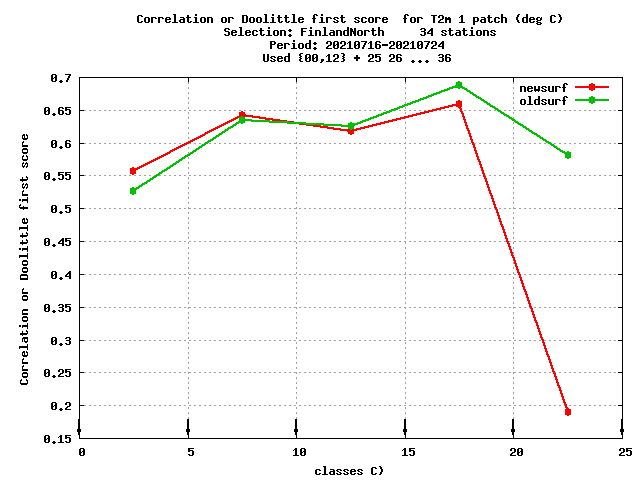 Correlation or Doolittle first score  for T2m 1 patch (deg C)
Selection: FinlandNorth     34 stations
Period: 20210716-20210724
Used {00,12} + 25 26 ... 36
newsurf
oldsurf
Correlation or Doolittle first score
0.7
0.65
0.6
0.55
0.5
0.45
0.4
0.35
0.3
0.25
0.2
0.15
0 5 10 15 20 25
classes C)